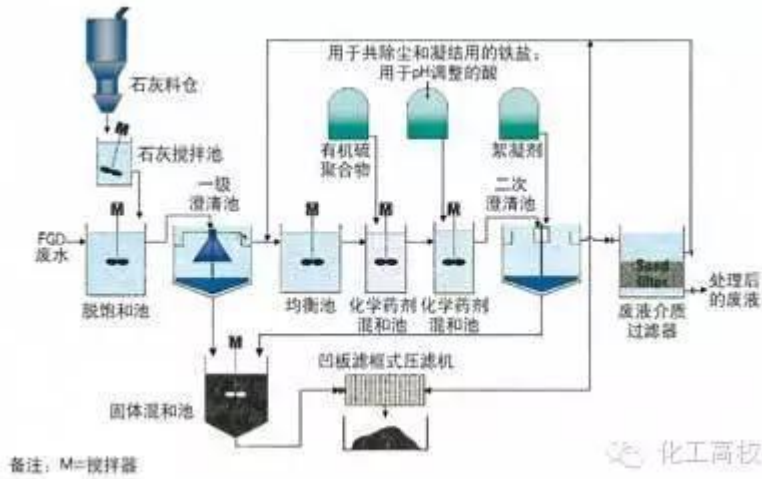 用于共除尘和凝结用的铁盐；
用于pH调整的酸
石灰料仓
M
石灰搅拌池
有机硫
聚合物
絮凝剂
一级
澄清池
二次
澄清池
M
M
M
M
FGD
废水
Sand
filter
脱饱和池
均衡池
化学药剂
混和池
化学药剂
混和池
废液介质
过滤器
处理后
的废液
M
凹板滤框式压滤机
固体混和池
备注：M=搅拌器
化工高校